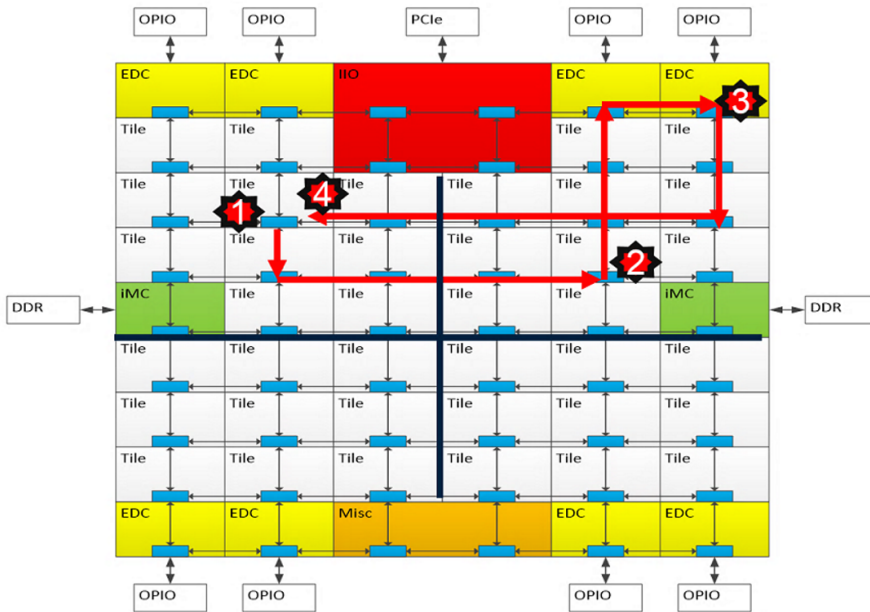 OPIO OPIO PCIe OPIO OPIO
EDC EDC IIO EDC EDC
3
Tile Tile Tile Tile
Tile Tile Tile Tile Tile Tile
4
1
Tile Tile Tile Tile Tile Tile
2
iMC Tile Tile Tile Tile iMC
DDR DDR
Tile Tile Tile Tile Tile Tile
Tile Tile Tile Tile Tile Tile
Tile Tile Tile Tile Tile Tile
EDC EDC Misc EDC EDC
OPIO OPIO OPIO OPIO